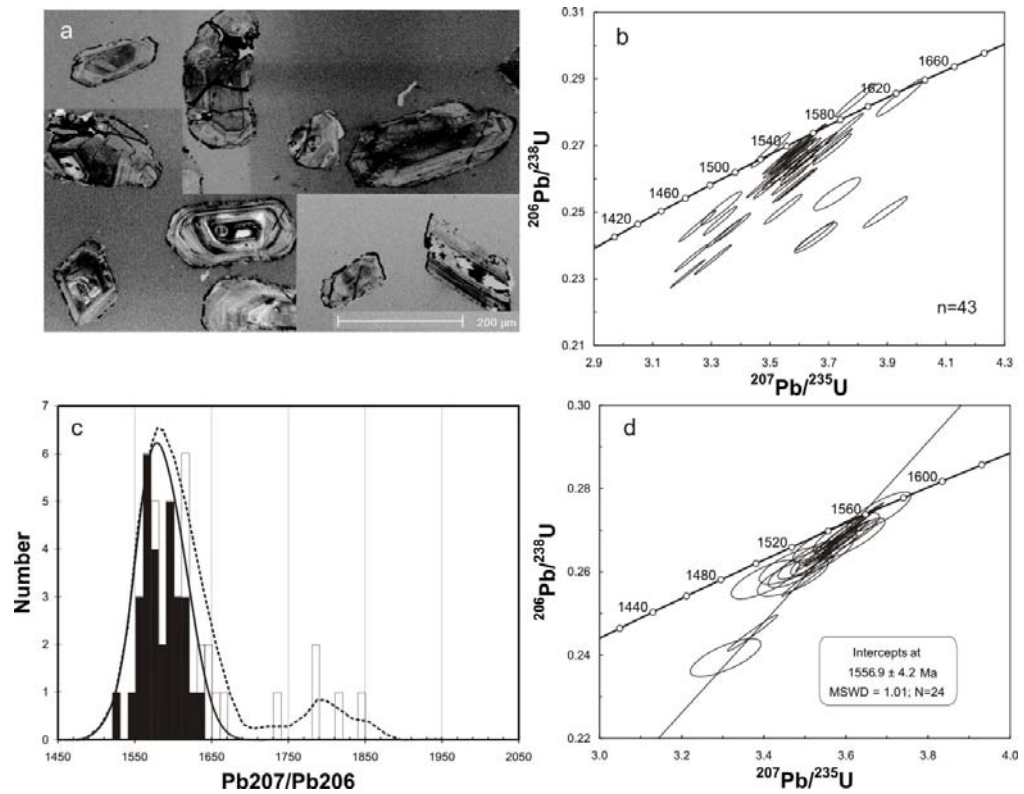 a
200 µm
b
0.31
0.29
0.27
0.25
0.23
0.21
206Pb/238U
1420
1460
1500
1540
1580
1620
1660
n=43
2.9 3.1 3.3 3.5 3.7 3.9 4.1 4.3
207Pb/235U
c
7
6
5
4
3
2
1
0
Number
1450 1550 1650 1750 1850 1950 2050
Pb207/Pb206
d
0.30
0.28
0.26
0.24
0.22
206Pb/238U
1440
1480
1520
1560
1600
Intercepts at
1556.9 ± 4.2 Ma
MSWD = 1.01; N=24
3.0 3.2 3.4 3.6 3.8 4.0
207Pb/235U